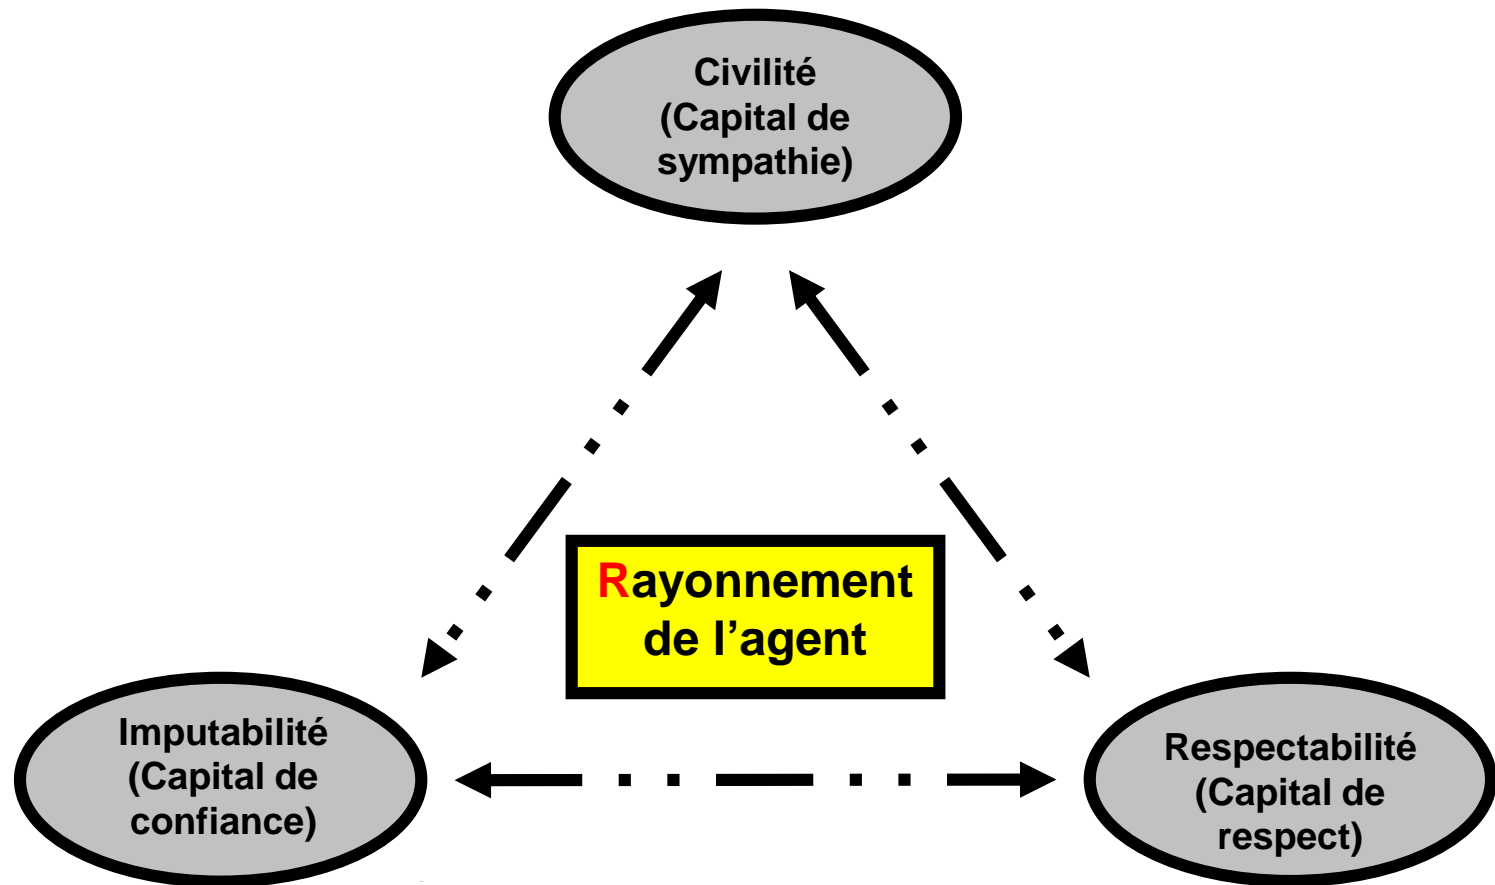 Civilité
(Capital de
sympathie)
Rayonnement
de l’agent
Imputabilité
(Capital de
confiance)
Respectabilité
(Capital de
respect)